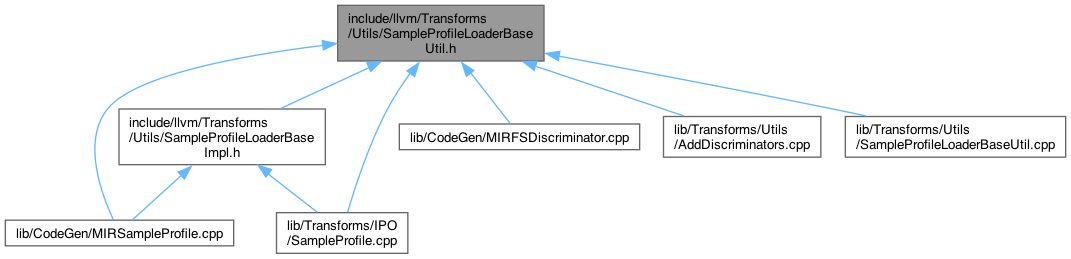 include/llvm/Transforms
/Utils/SampleProfileLoaderBase
Util.h
include/llvm/Transforms
/Utils/SampleProfileLoaderBase
Impl.h
lib/CodeGen/MIRFSDiscriminator.cpp
lib/Transforms/Utils
/AddDiscriminators.cpp
lib/Transforms/Utils
/SampleProfileLoaderBaseUtil.cpp
lib/CodeGen/MIRSampleProfile.cpp
lib/Transforms/IPO
/SampleProfile.cpp